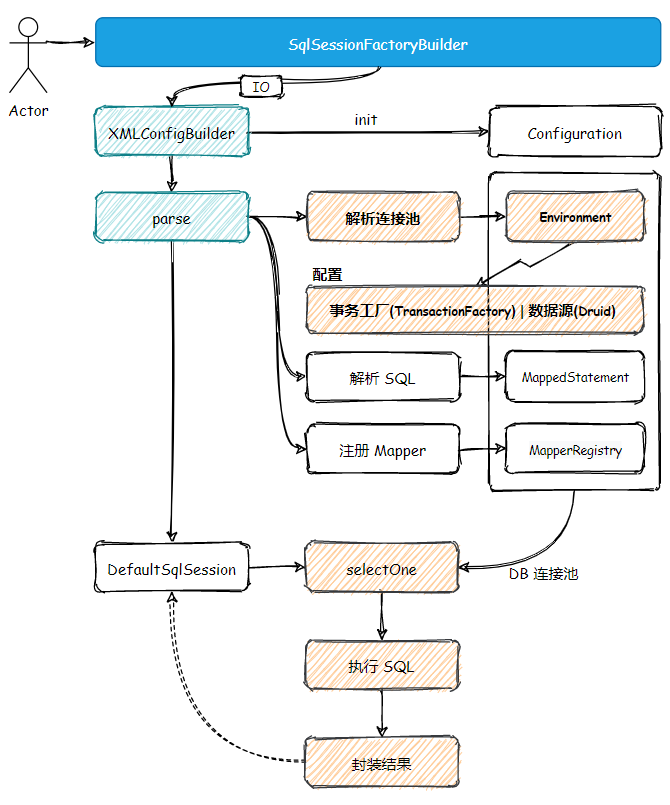 SqlSessionFactoryBuilder
Actor
IO
XMLConfigBuilder
init
Configuration
parse
解析连接池
Environment
配置
事务工厂(TransactionFactory) | 数据源(Druid)
解析 SQL
MappedStatement
注册 Mapper
MapperRegistry
DefaultSqlSession
selectOne
DB 连接池
执行 SQL
封装结果